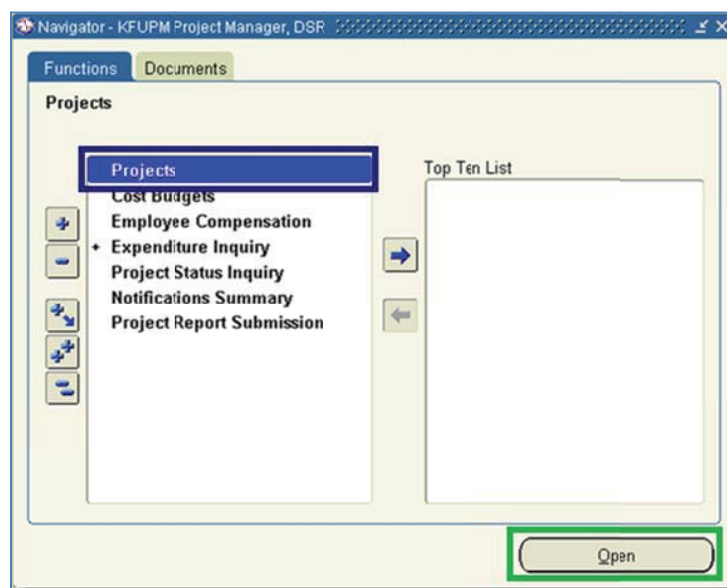 Navigator - KFUPM Project Manager, DSR
Functions Documents
Projects
Projects
Top Ten List
Cost Budgets
Employee Compensation
+ Expenditure Inquiry
Project Status Inquiry
Notifications Summary
Project Report Submission
Open